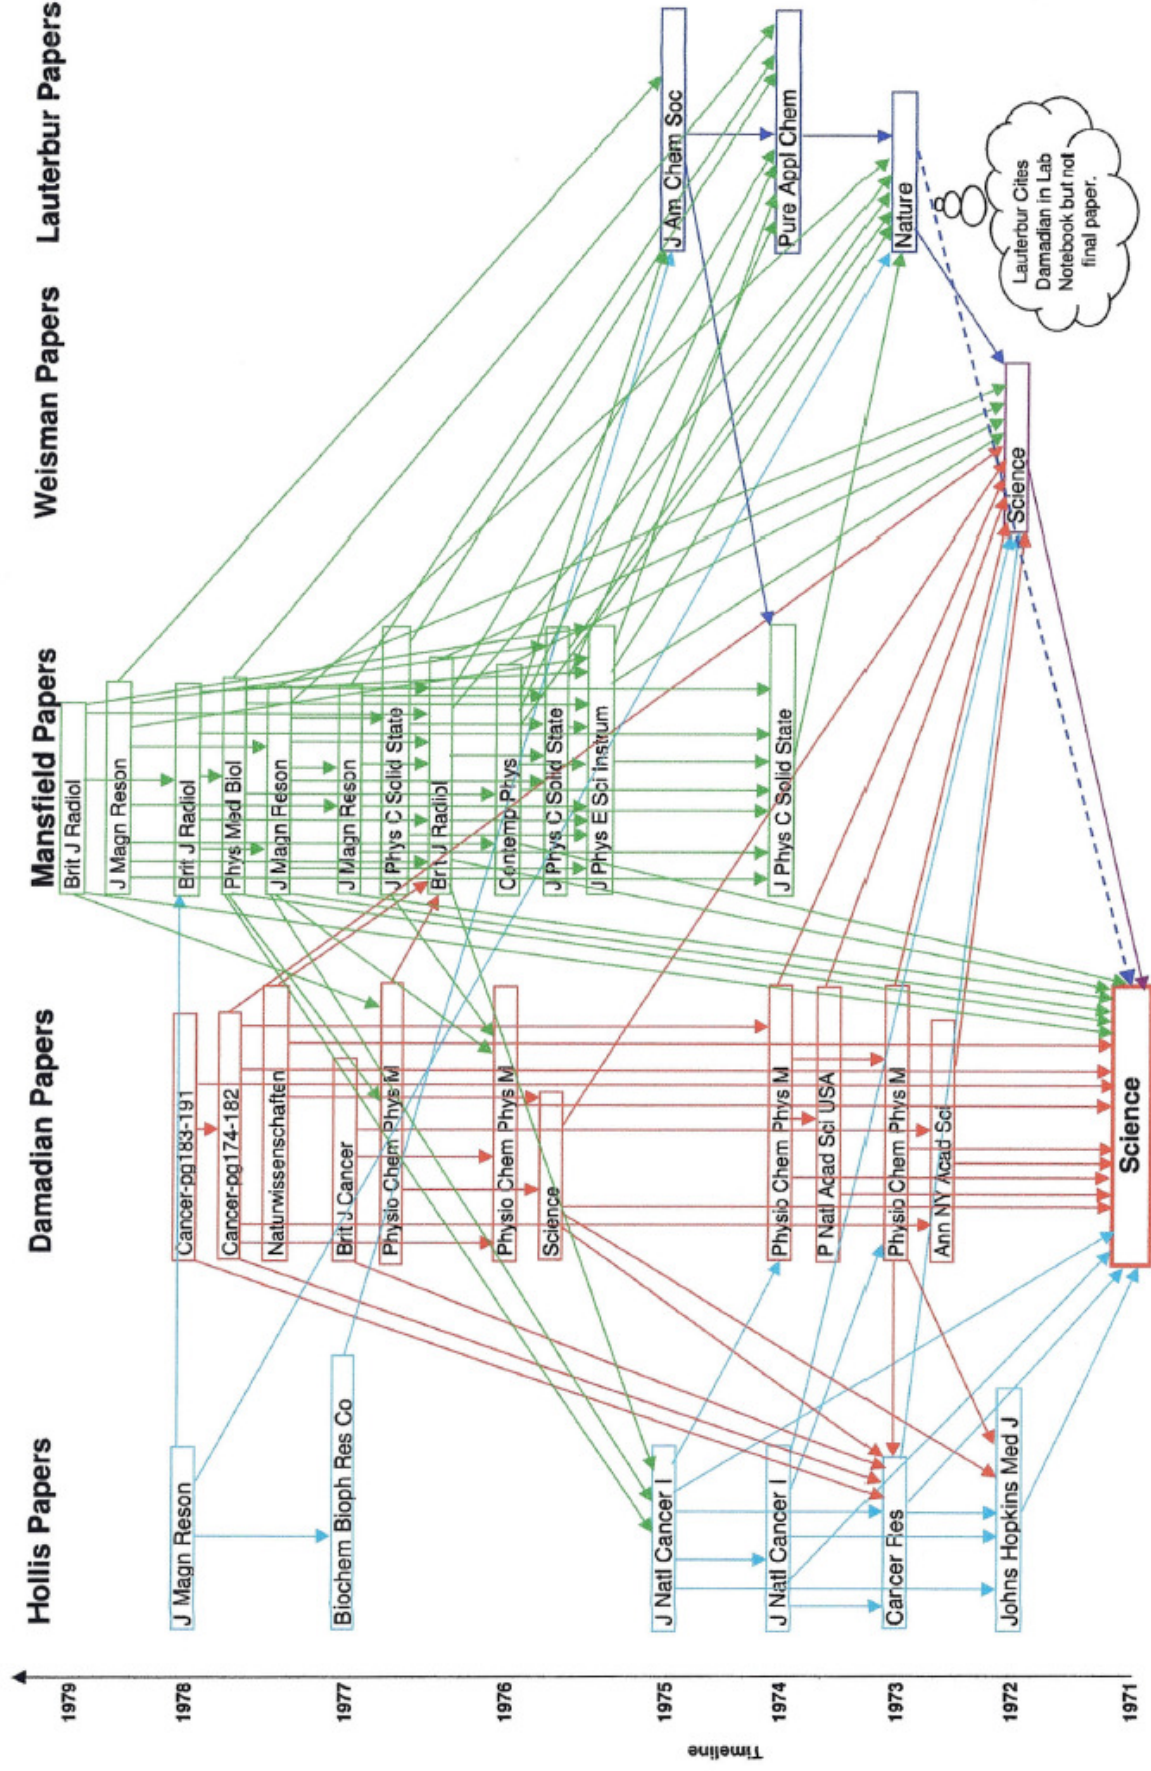 Hollis Papers
Damadian Papers
Mansfield Papers
Weisman Papers
Lauterbur Papers
Timeline
1979
1978
1977
1976
1975
1974
1973
1972
1971
J Magn Reson
Biochem Bioph Res Co
J Natl Cancer I
J Natl Cancer I
Cancer Res
Johns Hopkins Med J
Cancer-pg183-191
Cancer-pg174-182
Naturwissenschaften
Brit J Cancer
Physio Chem Phys M
Physio Chem Phys M
Science
Physio Chem Phys M
P Natl Acad Sci USA
Physio Chem Phys M
Ann NY Acad Sci
Science
Brit J Radiol
J Magn Reson
Brit J Radiol
Phys Med Biol
J Magn Reson
J Magn Reson
J Phys C Solid State
Brit J Radiol
Contemp Phys
J Phys C Solid State
J Phys E Sci Instrum
J Phys C Solid State
Science
J Am Chem Soc
Pure Appl Chem
Nature
Lauterbur Cites
Damadian in Lab
Notebook but not
final paper.